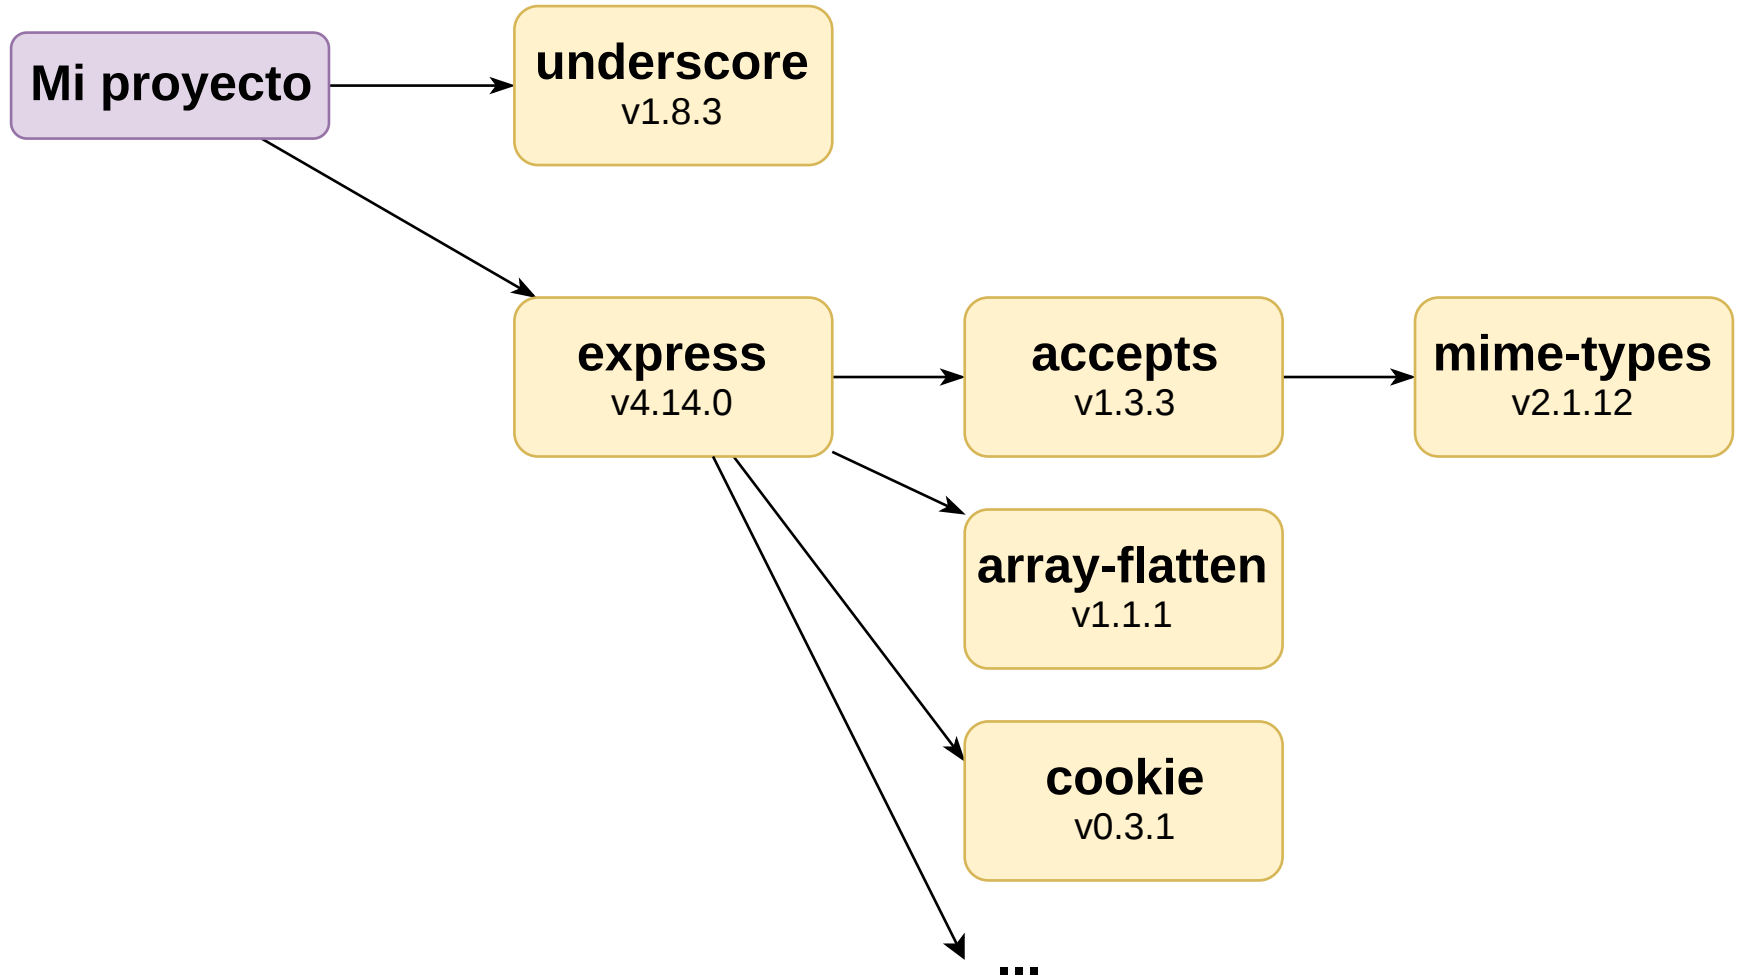 Mi proyecto
underscore
v1.8.3
express
v4.14.0
accepts
v1.3.3
mime-types
v2.1.12
array-flatten
v1.1.1
cookie
v0.3.1
...